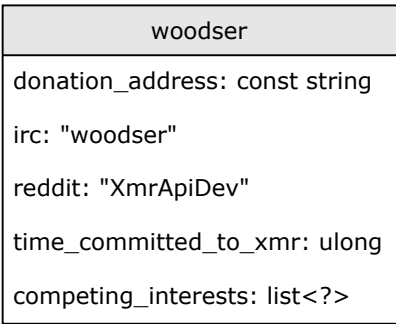 woodser
donation_address: const string
irc: "woodser"
reddit: "XmrApiDev"
time_committed_to_xmr: ulong
competing_interests: list<?>